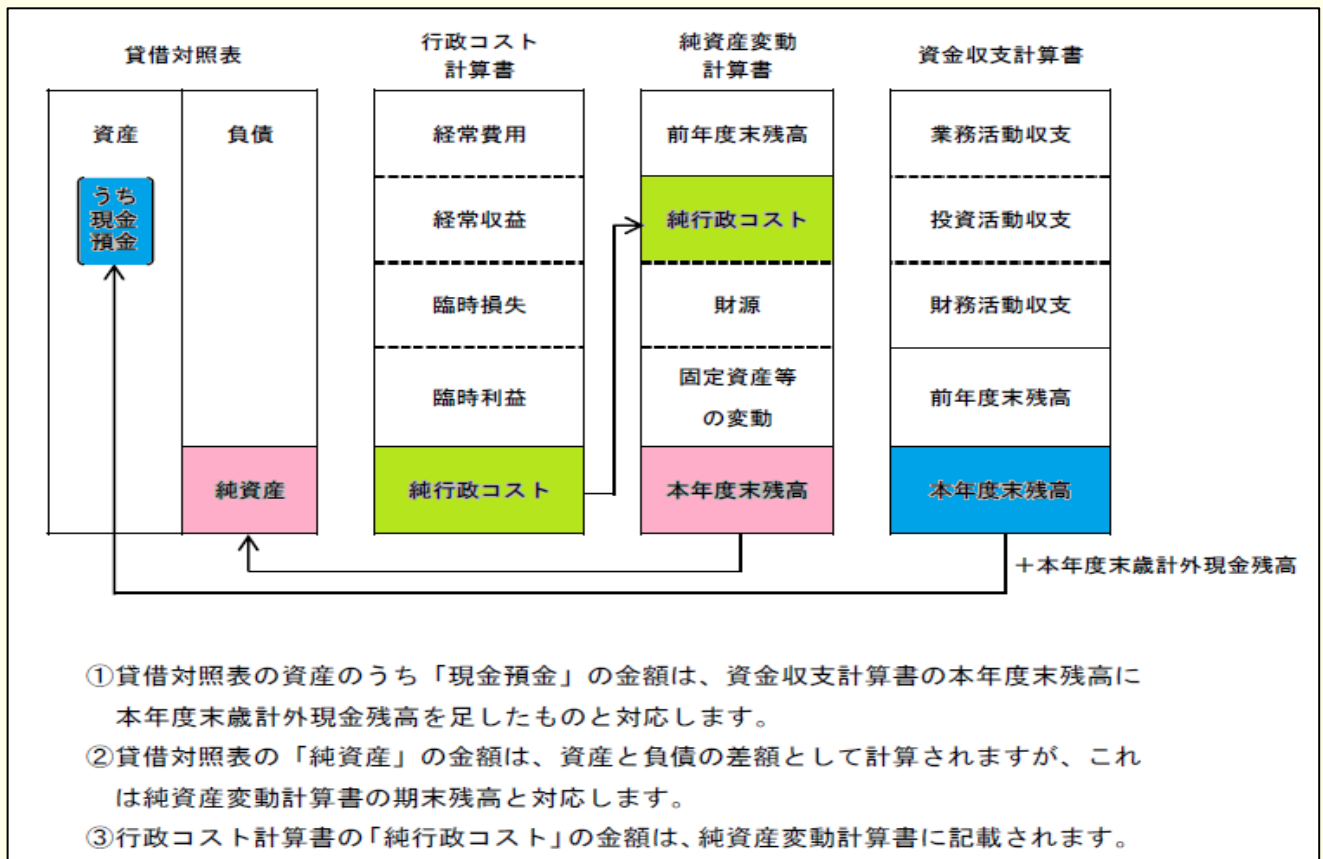 貸借対照表
資産
負債
うち
現金
預金
純資産
行政コスト
計算書
経常費用
経常収益
臨時損失
臨時利益
純行政コスト
純資産変動
計算書
前年度末残高
純行政コスト
財源
固定資産等
の変動
本年度末残高
資金収支計算書
業務活動収支
投資活動収支
財務活動収支
前年度末残高
本年度末残高
＋本年度末歳計外現金残高
①貸借対照表の資産のうち「現金預金」の金額は、資金収支計算書の本年度末残高に
本年度末歳計外現金残高を足したものと対応します。
②貸借対照表の「純資産」の金額は、資産と負債の差額として計算されますが、これ
は純資産変動計算書の期末残高と対応します。
③行政コスト計算書の「純行政コスト」の金額は、純資産変動計算書に記載されます。